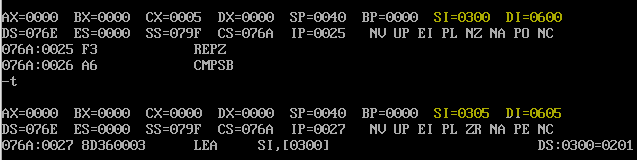 AX=0000 BX=0000 CX=0005 DX=0000 SP=0040 BP=0000 SI=0300 DI=0600
DS=076E ES=0000 SS=079F CS=076A IP=0025 NV UP EI PL NZ NA PO NC
076A:0025 F3 REPZ
076A:0026 A6 CMPSB
-t
AX=0000 BX=0000 CX=0000 DX=0000 SP=0040 BP=0000 SI=0305 DI=0605
DS=076E ES=0000 SS=079F CS=076A IP=0027 NV UP EI PL ZR NA PE NC
076A:0027 8D360003 LEA SI,[0300] DS:0300=0201